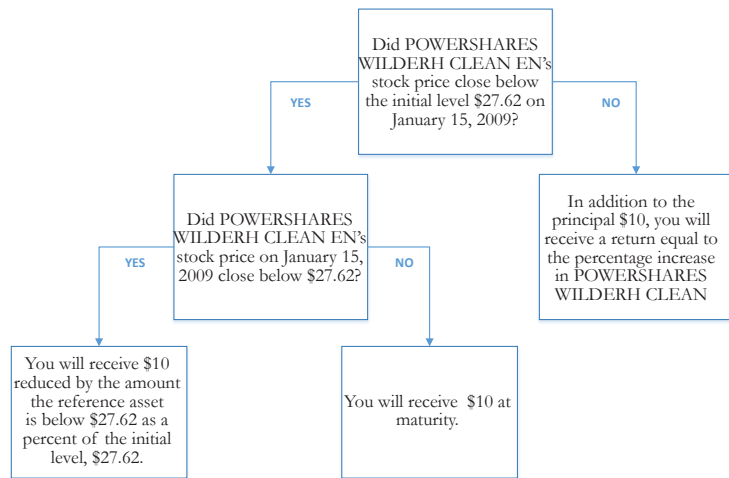 Did POWERSHARES
WILDERH CLEAN EN's
stock price close below
the initial level $27.62 on
January 15, 2009?
YES
NO
Did POWERSHARES
WILDERH CLEAN EN's
stock price on January 15,
2009 close below $27.62?
In addition to the
principal $10, you will
receive a return equal to
the percentage increase
in POWERSHARES
WILDERH CLEAN
YES
NO
You will receive $10
reduced by the amount
the reference asset
is below $27.62 as a
percent of the initial
level, $27.62.
You will receive $10 at
maturity.